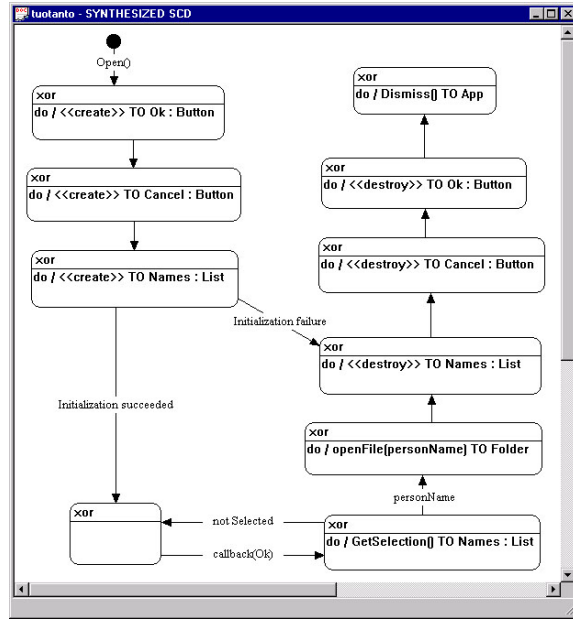 tuotanto - SYNTHESIZED SCD
Open()
xor
do / <<create>> TO Ok : Button
xor
do / <<create>> TO Cancel : Button
xor
do / <<create>> TO Names : List
Initialization failure
Initialization succeeded
xor
not Selected
callback(Ok)
xor
do / Dismiss() TO App
xor
do / <<destroy>> TO Ok : Button
xor
do / <<destroy>> TO Cancel : Button
xor
do / <<destroy>> TO Names : List
xor
do / openFile(personName) TO Folder
personName
xor
do / GetSelection() TO Names : List